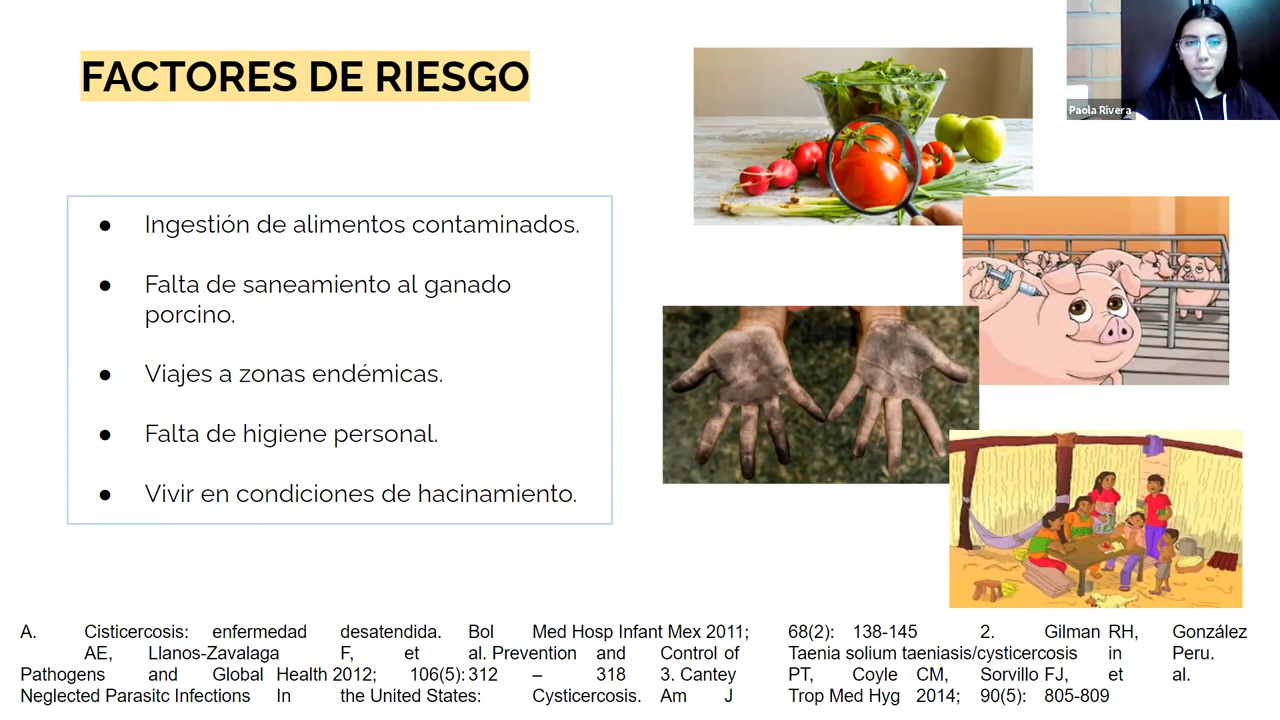 FACTORES DE RIESGO
Paola Rivera
● Ingestión de alimentos contaminados.
● Falta de saneamiento al ganado
porcino.
● Viajes a zonas endémicas.
● Falta de higiene personal.
● Vivir en condiciones de hacinamiento.
A. Cisticercosis: enfermedad desatendida. Bol Med Hosp Infant Mex 2011; 68(2): 138-145 2. Gilman RH, González
AE, Llanos-Zavalaga F, et al. Prevention and Control of Taenia solium taeniasis/cysticercosis in Peru.
Pathogens and Global Health 2012; 106(5): 312 – 318 3. Cantey PT, Coyle CM, Sorvillo FJ, et al.
Neglected Parasitc Infections In the United States: Cysticercosis. Am J Trop Med Hyg 2014; 90(5): 805-809